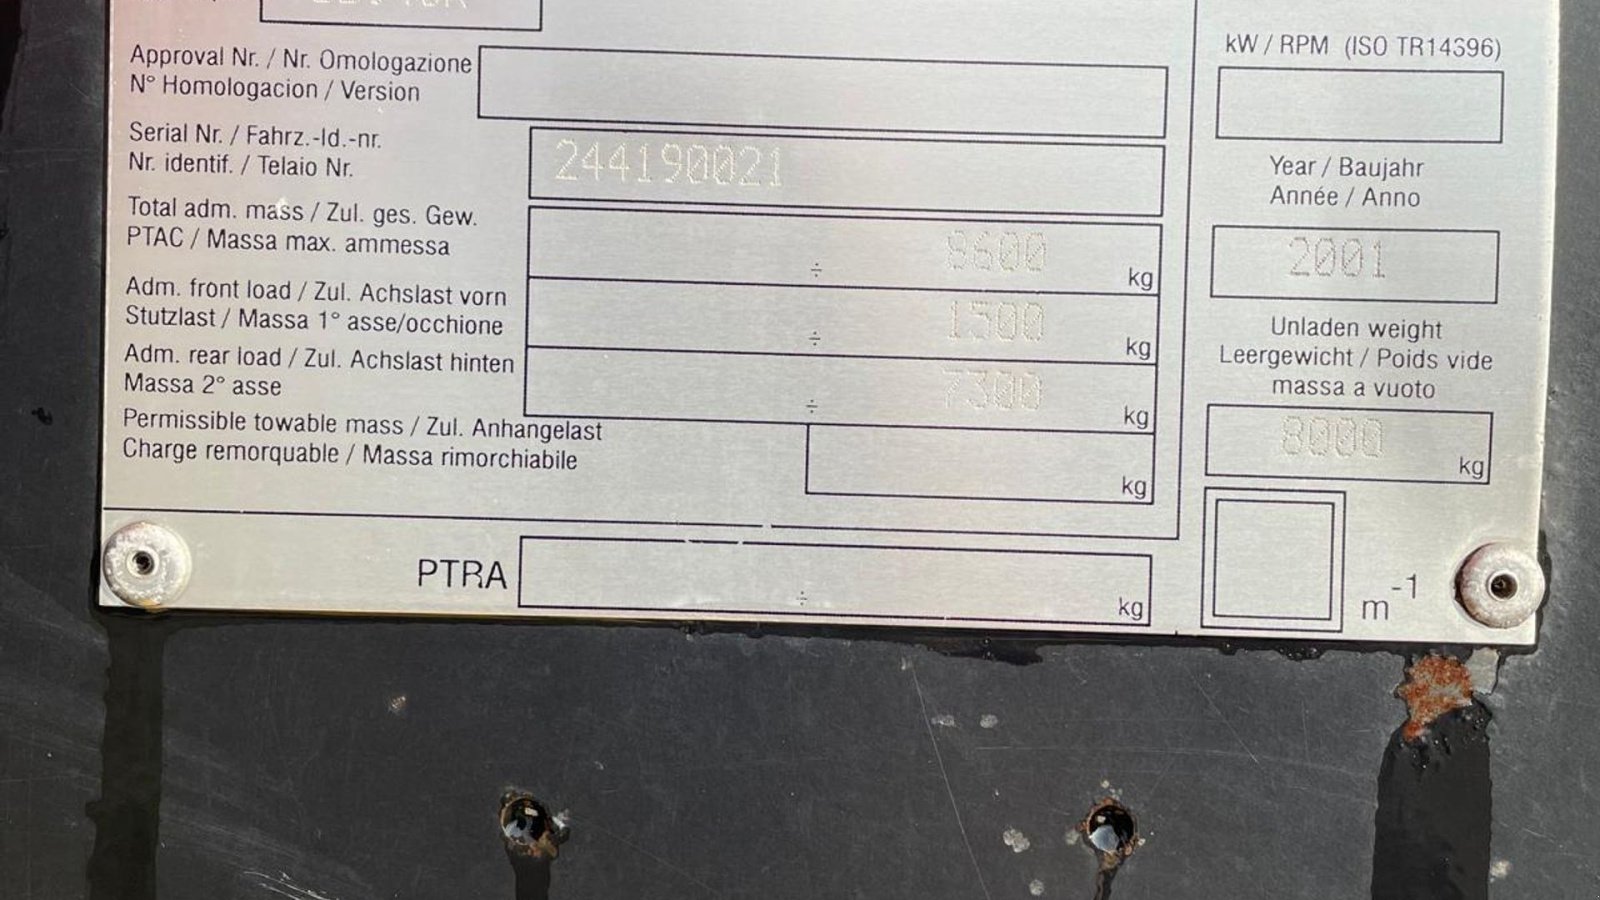 Approval Nr. / Nr. Omologazione
N° Homologacion / Version
Serial Nr. / Fahrz.-Id.-nr.
Nr. identif. / Telaio Nr.
244190021
Total adm. mass / Zul. ges. Gew.
PTAC / Massa max. ammessa
÷ 8600 kg
Adm. front load / Zul. Achslast vorn
Stutzlast / Massa 1° asse/occhione
÷ 1500 kg
Adm. rear load / Zul. Achslast hinten
Massa 2° asse
÷ 7300 kg
Permissible towable mass / Zul. Anhangelast
Charge remorquable / Massa rimorchiabile
kg
PTRA ÷ kg
kW / RPM (ISO TR14396)
Year / Baujahr
Année / Anno
2001
Unladen weight
Leergewicht / Poids vide
massa a vuoto
8000 kg
m-1